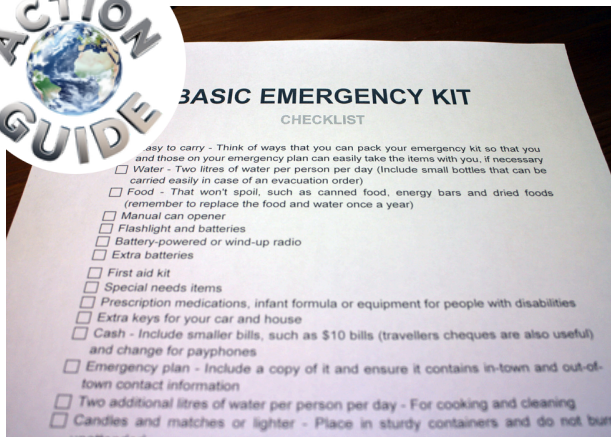 ACTION
GUIDE
BASIC EMERGENCY KIT
CHECKLIST
Easy to carry - Think of ways that you can pack your emergency kit so that you
and those on your emergency plan can easily take the items with you, if necessary
Water - Two litres of water per person per day (Include small bottles that can be
carried easily in case of an evacuation order)
Food - That won't spoil, such as canned food, energy bars and dried foods
(remember to replace the food and water once a year)
Manual can opener
Flashlight and batteries
Battery-powered or wind-up radio
Extra batteries
First aid kit
Special needs items
Prescription medications, infant formula or equipment for people with disabilities
Extra keys for your car and house
Cash - Include smaller bills, such as $10 bills (travellers cheques are also useful)
and change for payphones
Emergency plan - Include a copy of it and ensure it contains in-town and out-of-
town contact information
Two additional litres of water per person per day - For cooking and cleaning
Candles and matches or lighter - Place in sturdy containers and do not